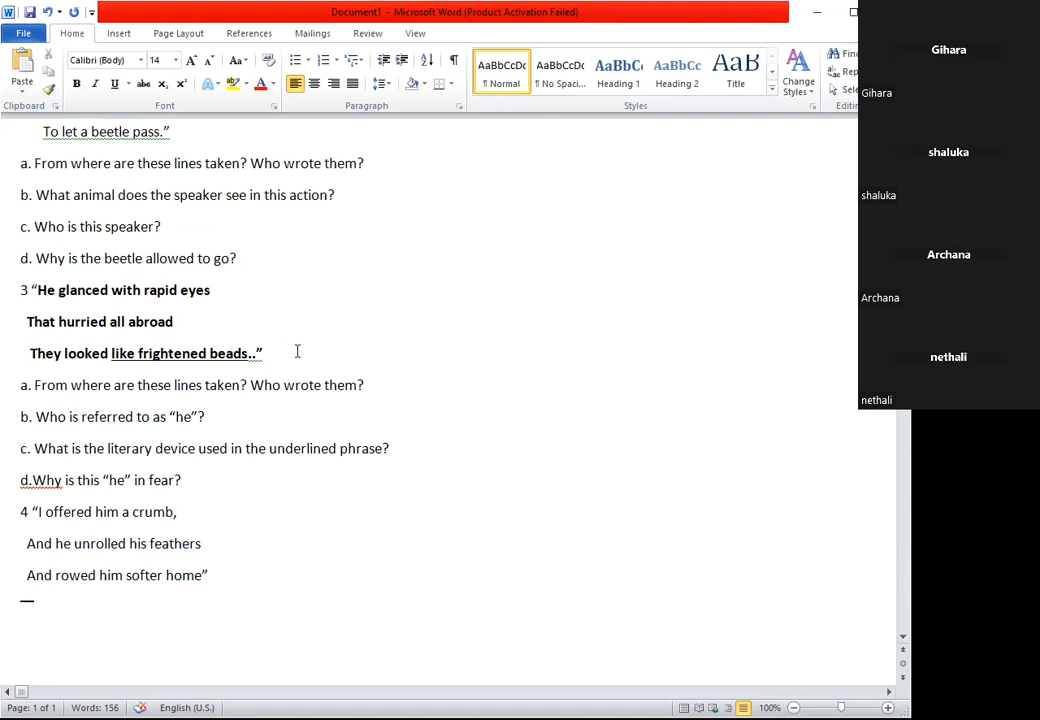 Document1 - Microsoft Word (Product Activation Failed)
File Home Insert Page Layout References Mailings Review View
Calibri (Body) 14
Paste
AaBbCcDc AaBbCcDc AaBbCc AaBbCc AaB
¶ Normal ¶ No Spaci... Heading 1 Heading 2 Title
Change Styles
Clipboard Font Paragraph Styles
To let a beetle pass.”
a. From where are these lines taken? Who wrote them?
b. What animal does the speaker see in this action?
c. Who is this speaker?
d. Why is the beetle allowed to go?
3 “He glanced with rapid eyes
That hurried all abroad
They looked like frightened beads..”
a. From where are these lines taken? Who wrote them?
b. Who is referred to as “he”?
c. What is the literary device used in the underlined phrase?
d.Why is this “he” in fear?
4 “I offered him a crumb,
And he unrolled his feathers
And rowed him softer home”
Page: 1 of 1 Words: 156 English (U.S.) 100%
Gihara
Gihara
shaluka
shaluka
Archana
Archana
nethali
nethali